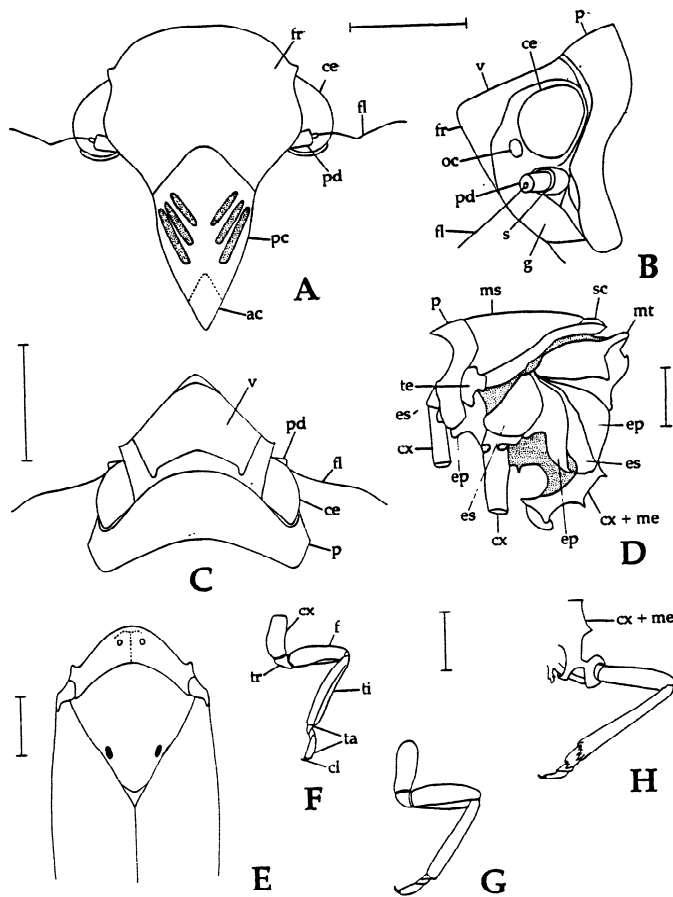 fr
ce
fl
pd
pc
ac
A
p
ce
v
fr
oc
pd
fl
s
g
B
v
pd
fl
ce
p
C
p
ms
sc
mt
te
es'
cx
ep
es
cx
ep
es
ep
cx + me
D
E
cx
f
tr
ti
ta
cl
F
G
cx + me
H